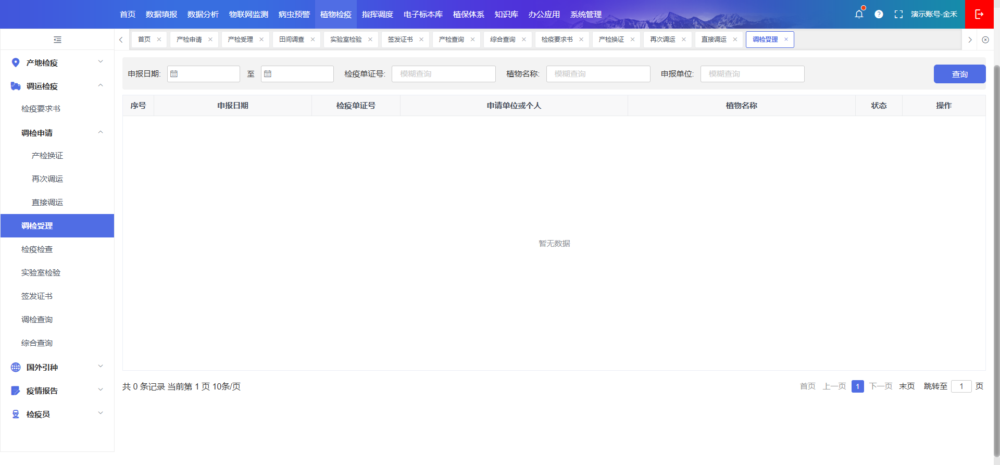 首页 数据填报 数据分析 物联网监测 病虫预警 植物检疫 指挥调度 电子标本库 植保体系 知识库 办公应用 系统管理 演示账号-金禾
首页 产检申请 产检受理 田间调查 实验室检验 签发证书 产检查询 综合查询 检疫要求书 产检换证 再次调运 直接调运 调检受理
产地检疫
调运检疫
检疫要求书
调检申请
产检换证
再次调运
直接调运
调检受理
检疫检查
实验室检验
签发证书
调检查询
综合查询
国外引种
疫情报告
检疫员
申报日期: 至 检疫单证号: 模糊查询 植物名称: 模糊查询 申报单位: 模糊查询 查询
序号 申报日期 检疫单证号 申请单位或个人 植物名称 状态 操作
暂无数据
共 0 条记录 当前第 1 页 10条/页 首页 上一页 1 下一页 末页 跳转至 1 页